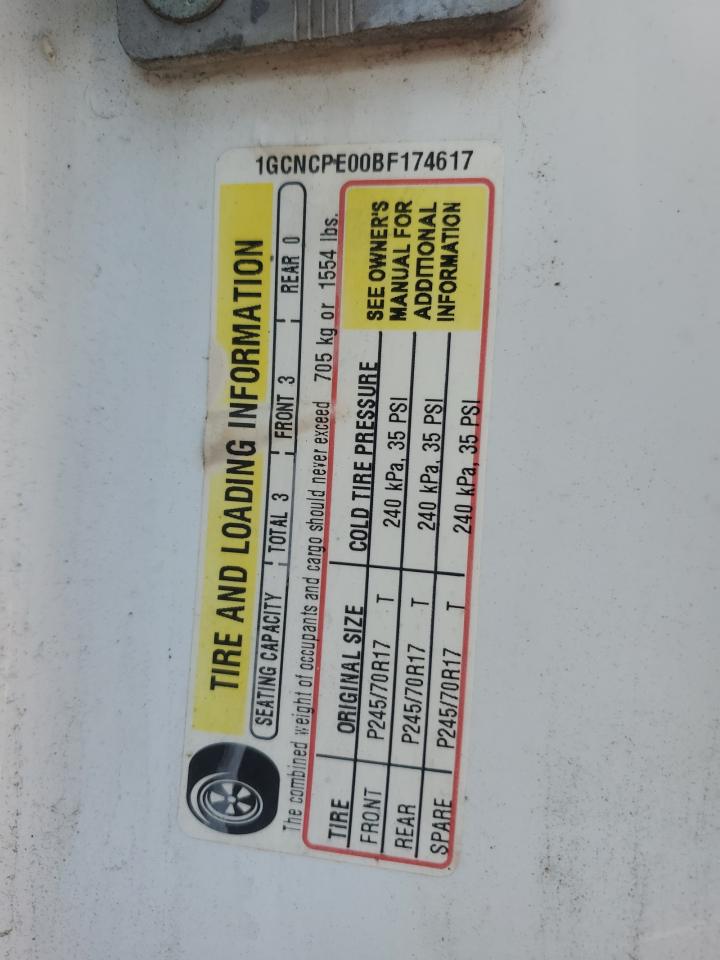 1GCNCPE00BF174617
TIRE AND LOADING INFORMATION
SEATING CAPACITY TOTAL 3 FRONT 3 REAR 0
The combined weight of occupants and cargo should never exceed 705 kg or 1554 lbs.
TIRE ORIGINAL SIZE COLD TIRE PRESSURE
FRONT P245/70R17 T 240 kPa, 35 PSI
REAR P245/70R17 T 240 kPa, 35 PSI
SPARE P245/70R17 T 240 kPa, 35 PSI
SEE OWNER'S
MANUAL FOR
ADDITIONAL
INFORMATION